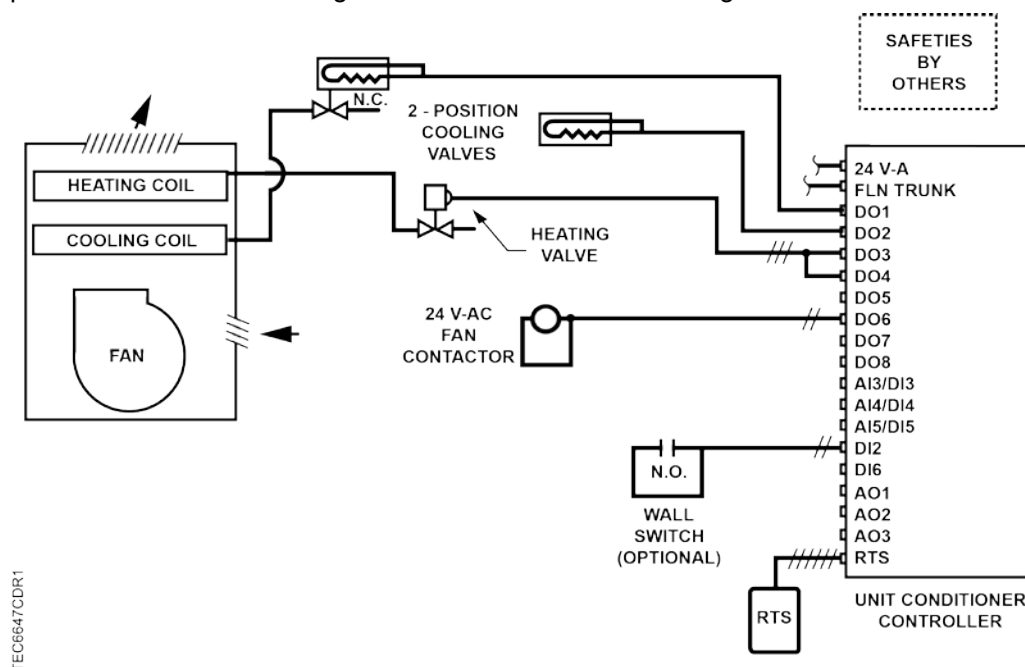 SAFETIES
BY
OTHERS
N.C.
2 - POSITION
COOLING
VALVES
HEATING COIL
COOLING COIL
FAN
HEATING
VALVE
24 V-AC
FAN
CONTACTOR
N.O.
WALL
SWITCH
(OPTIONAL)
RTS
24 V-A
FLN TRUNK
DO1
DO2
DO3
DO4
DO5
DO6
DO7
DO8
AI3/DI3
AI4/DI4
AI5/DI5
DI2
DI6
AO1
AO2
AO3
RTS
UNIT CONDITIONER
CONTROLLER
TEC6647CDR1